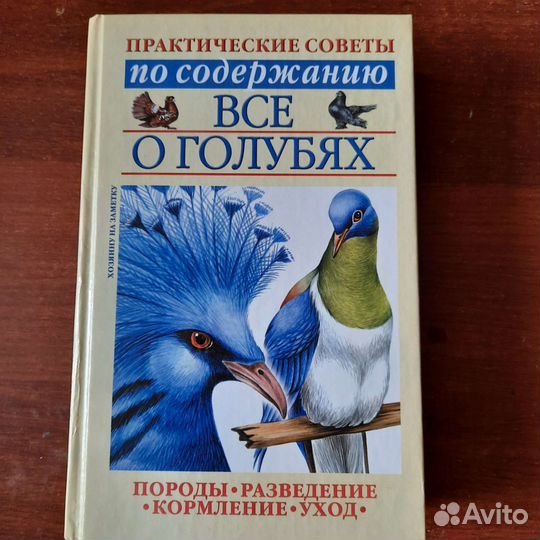 ПРАКТИЧЕСКИЕ СОВЕТЫ
по содержанию
ВСЕ
О ГОЛУБЯХ
ХОЗЯИНУ НА ЗАМЕТКУ
ПОРОДЫ•РАЗВЕДЕНИЕ
•КОРМЛЕНИЕ•УХОД•
Avito